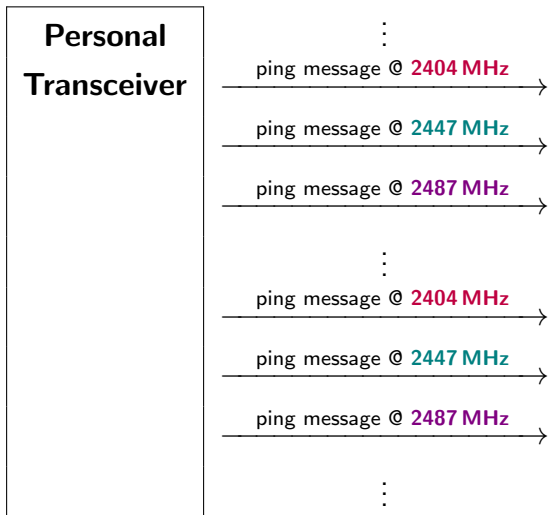 Personal
Transceiver
⋮
ping message @ 2404 MHz
ping message @ 2447 MHz
ping message @ 2487 MHz
⋮
ping message @ 2404 MHz
ping message @ 2447 MHz
ping message @ 2487 MHz
⋮